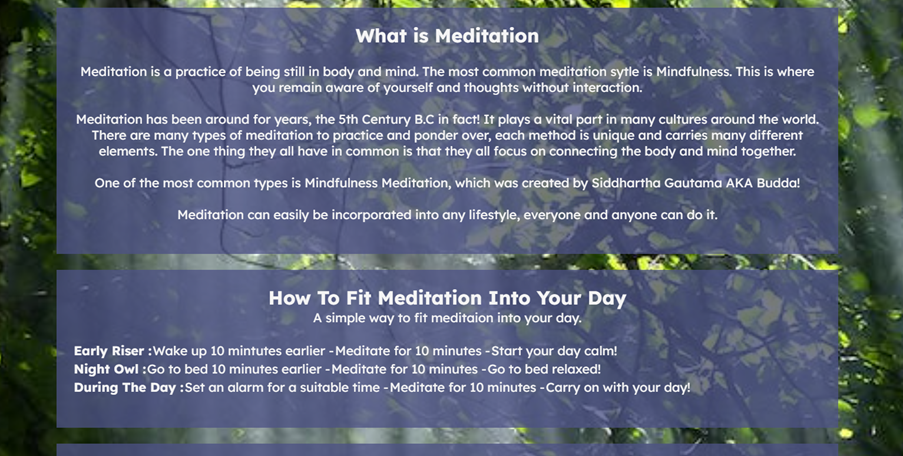 What is Meditation
Meditation is a practice of being still in body and mind. The most common meditation sytle is Mindfulness. This is where
you remain aware of yourself and thoughts without interaction.
Meditation has been around for years, the 5th Century B.C in fact! It plays a vital part in many cultures around the world.
There are many types of meditation to practice and ponder over, each method is unique and carries many different
elements. The one thing they all have in common is that they all focus on connecting the body and mind together.
One of the most common types is Mindfulness Meditation, which was created by Siddhartha Gautama AKA Budda!
Meditation can easily be incorporated into any lifestyle, everyone and anyone can do it.
How To Fit Meditation Into Your Day
A simple way to fit meditaion into your day.
Early Riser :Wake up 10 mintutes earlier -Meditate for 10 minutes -Start your day calm!
Night Owl :Go to bed 10 minutes earlier -Meditate for 10 minutes -Go to bed relaxed!
During The Day :Set an alarm for a suitable time -Meditate for 10 minutes -Carry on with your day!